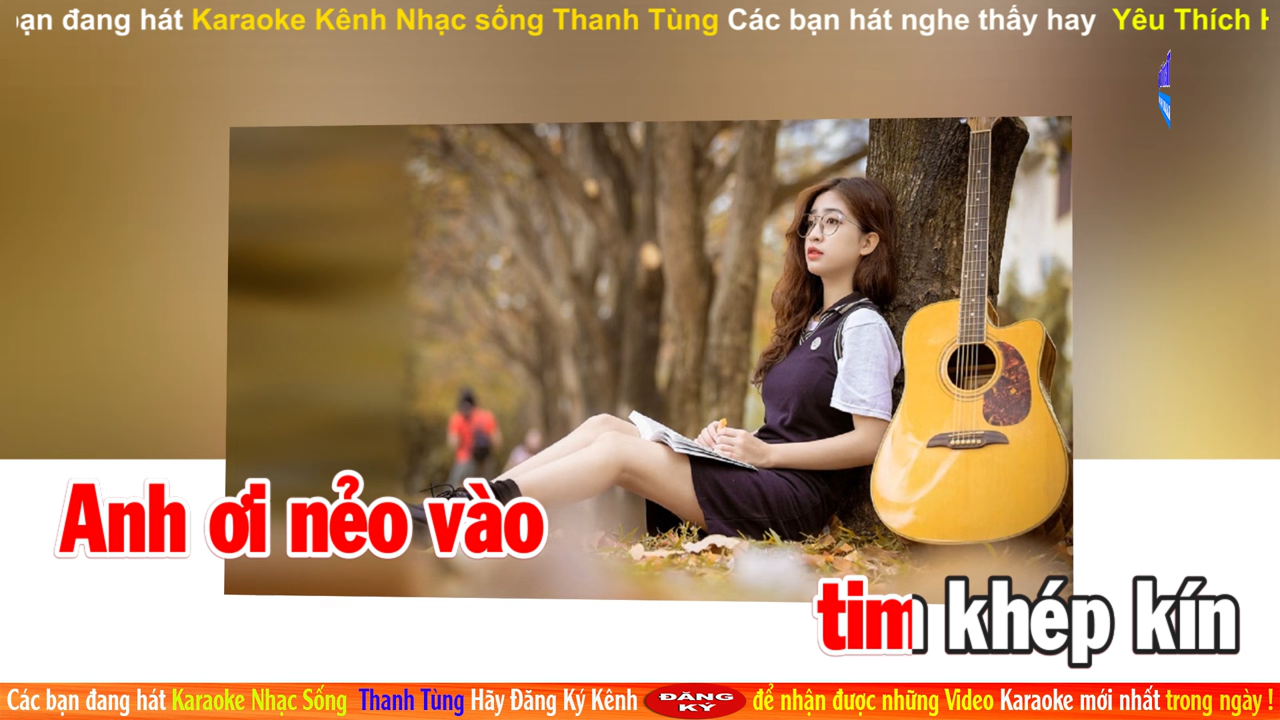 đang hát Karaoke Kênh Nhạc sống Thanh Tùng Các bạn hát nghe thấy hay Yêu Thích
Anh ơi nẻo vào
tim khép kín
Các bạn đang hát Karaoke Nhạc Sống Thanh Tùng Hãy Đăng Ký Kênh ĐĂNG KÝ để nhận được những Video Karaoke mới nhất trong ngày !